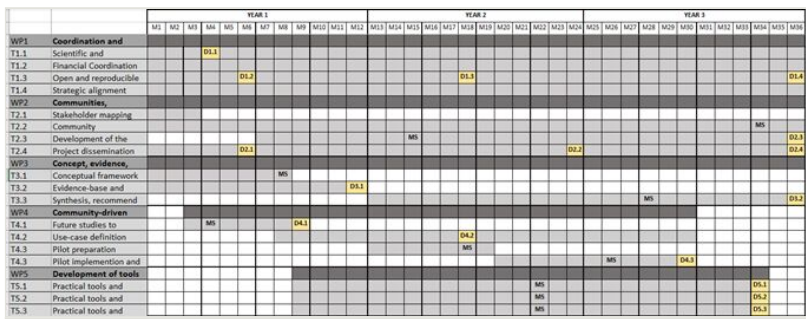 YEAR 1 YEAR 2 YEAR 3
M1 M2 M3 M4 M5 M6 M7 M8 M9 M10 M11 M12 M13 M14 M15 M16 M17 M18 M19 M20 M21 M22 M23 M24 M25 M26 M27 M28 M29 M30 M31 M32 M33 M34 M35 M36
WP1 Coordination and
T1.1 Scientific and D1.1
T1.2 Financial Coordination
T1.3 Open and reproducible D1.2 D1.3 D1.4
T1.4 Strategic alignment
WP2 Communities,
T2.1 Stakeholder mapping
T2.2 Community MS
T2.3 Development of the MS D2.3
T2.4 Project dissemination D2.1 D2.2 D2.4
WP3 Concept, evidence,
T3.1 Conceptual framework MS
T3.2 Evidence-base and D3.1
T3.3 Synthesis, recommend MS D3.2
WP4 Community-driven
T4.1 Future studies to MS D4.1
T4.2 Use-case definition D4.2
T4.3 Pilot preparation MS
T4.3 Pilot implemention and MS D4.3
WP5 Development of tools
T5.1 Practical tools and MS D5.1
T5.2 Practical tools and MS D5.2
T5.3 Practical tools and MS D5.3